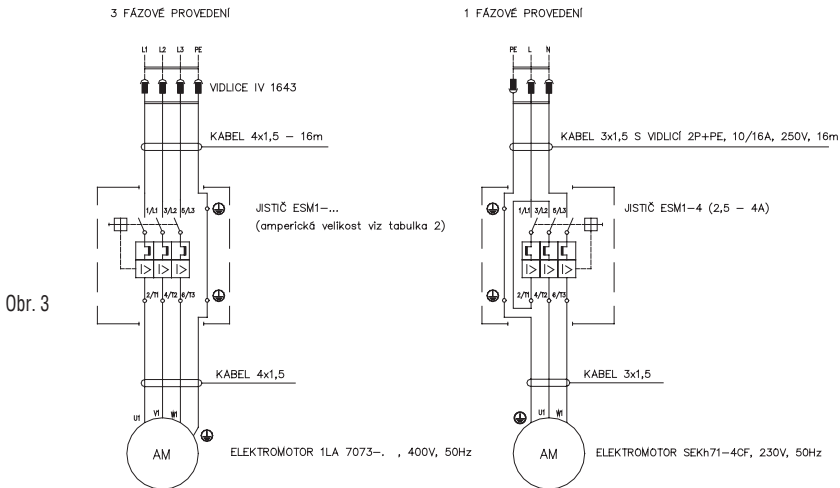 3 FÁZOVÉ PROVEDENÍ
L1 L2 L3 PE
VIDLICE IV 1643
KABEL 4x1,5 – 16m
1/L1 3/L2 5/L3
JISTIČ ESM1-...
(amperická velikost viz tabulka 2)
I> I> I>
2/T1 4/T2 6/T3
KABEL 4x1,5
U1 V1 W1
AM
ELEKTROMOTOR 1LA 7073-. , 400V, 50Hz
Obr. 3
1 FÁZOVÉ PROVEDENÍ
PE L N
KABEL 3x1,5 S VIDLICÍ 2P+PE, 10/16A, 250V, 16m
1/L1 3/L2 5/L3
JISTIČ ESM1-4 (2,5 – 4A)
I> I> I>
2/T1 4/T2 6/T3
KABEL 3x1,5
U1 W1
AM
ELEKTROMOTOR SEKh71-4CF, 230V, 50Hz